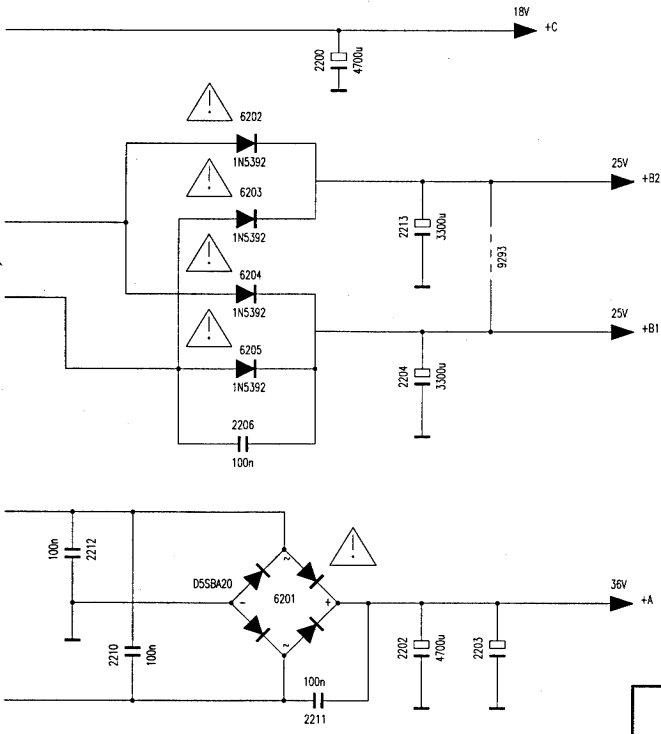 18V
+C
2200
4700u
!
6202
1N5392
!
6203
1N5392
25V
+B2
2213
3300u
9293
!
6204
1N5392
!
6205
1N5392
25V
+B1
2204
3300u
2206
100n
100n
2212
D5SBA20
~
!
6201
-
+
~
36V
+A
2210
100n
2202
4700u
2203
100n
2211